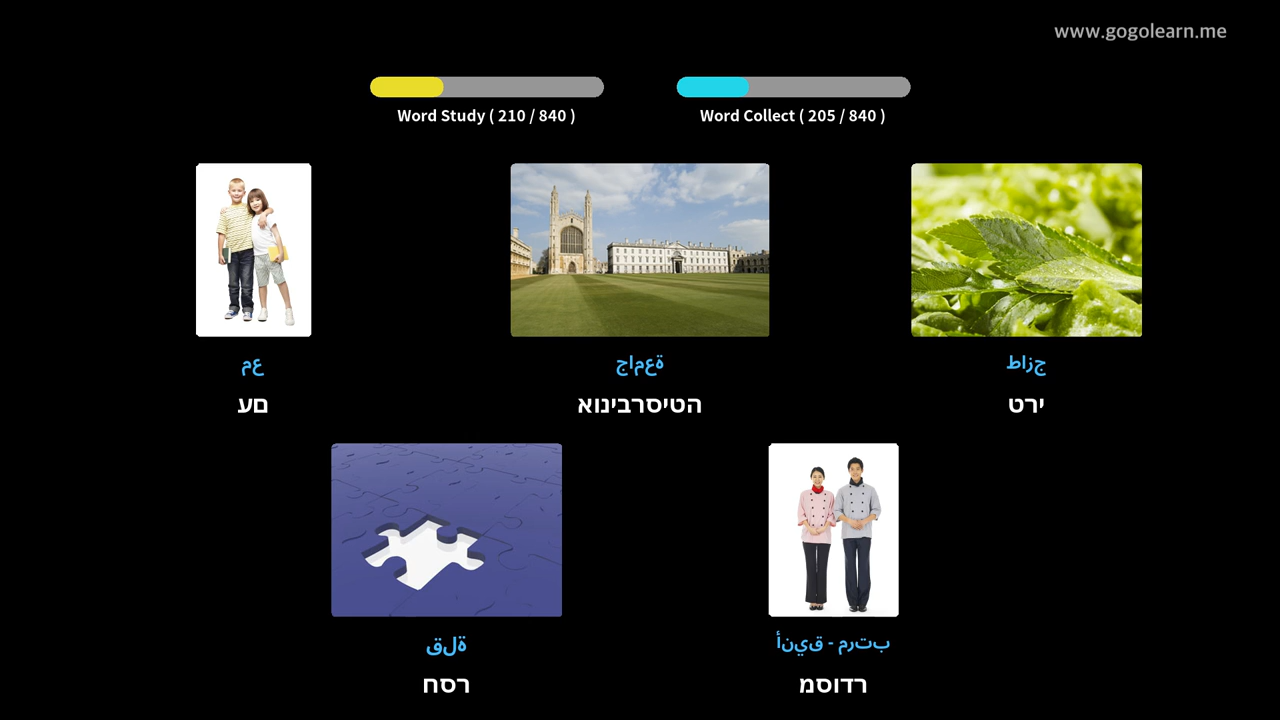 www.gogolearn.me
Word Study ( 210 / 840 )
Word Collect ( 205 / 840 )
عم
ةعماج
جزاط
םע
הטיסרבינוא
ירט
ةلق
بترم - قينأ
רסח
רדוסמ